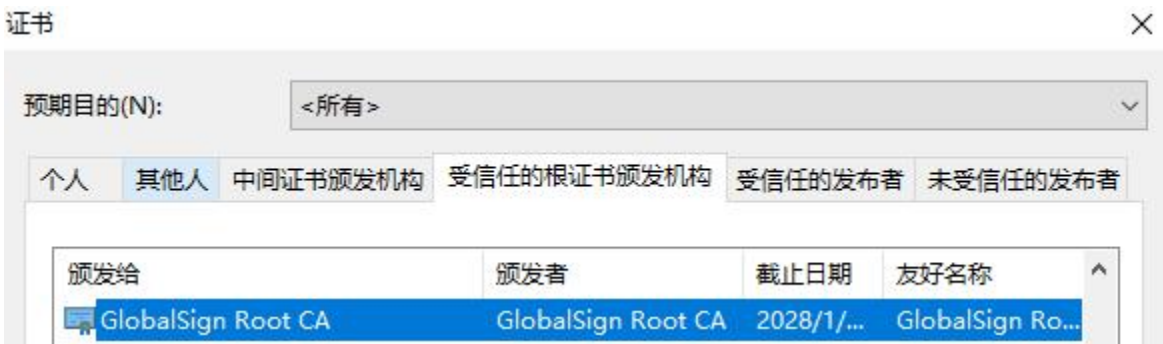 证书
预期目的(N): <所有>
个人 其他人 中间证书颁发机构 受信任的根证书颁发机构 受信任的发布者 未受信任的发布者
颁发给 颁发者 截止日期 友好名称
GlobalSign Root CA GlobalSign Root CA 2028/1/... GlobalSign Ro...